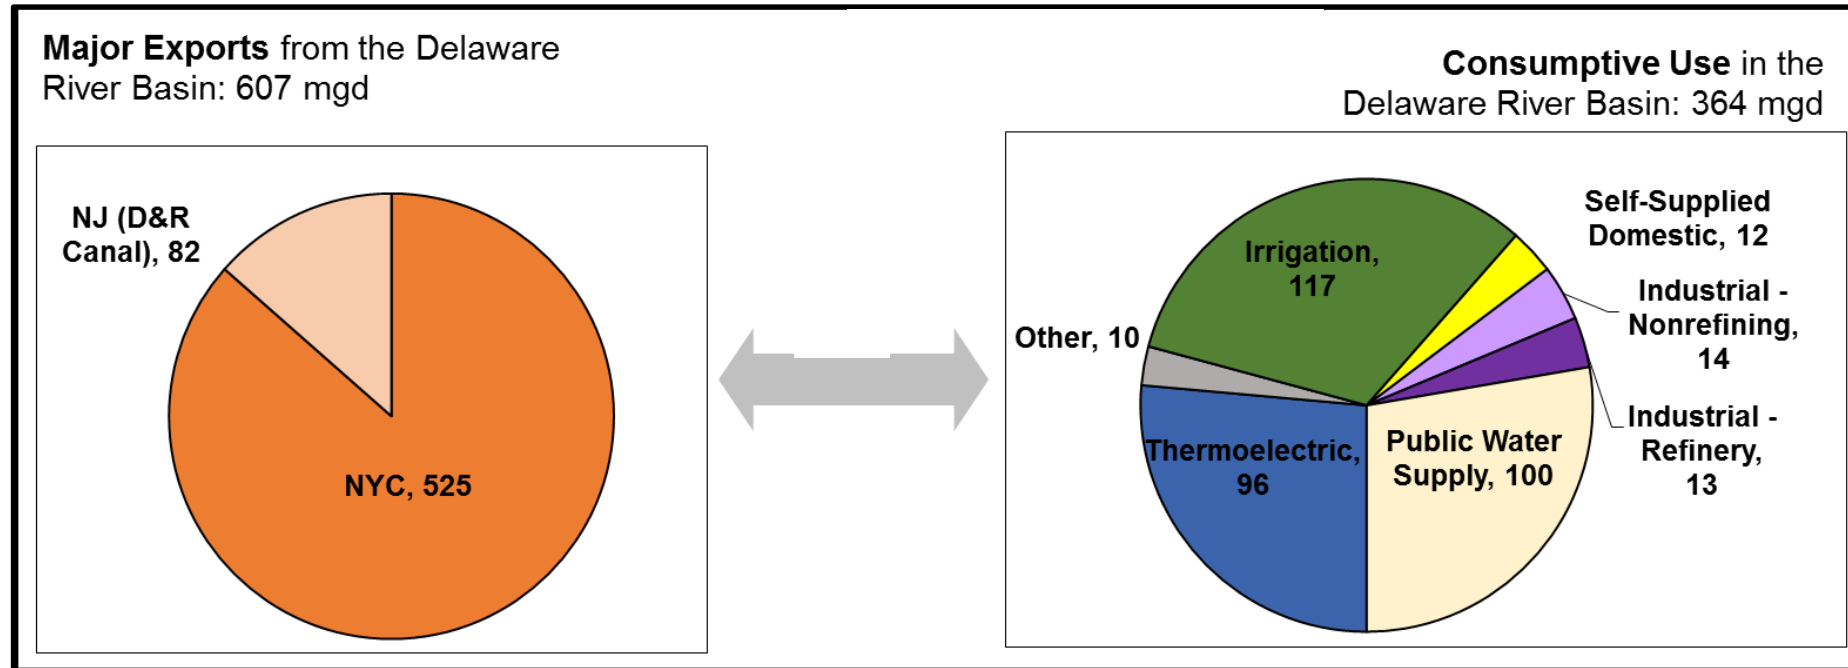 Major Exports from the Delaware
River Basin: 607 mgd
Consumptive Use in the
Delaware River Basin: 364 mgd
NJ (D&R
Canal), 82
NYC, 525
Irrigation,
117
Self-Supplied
Domestic, 12
Industrial -
Nonrefining,
14
Other, 10
Industrial -
Refinery,
13
Thermoelectric,
96
Public Water
Supply, 100